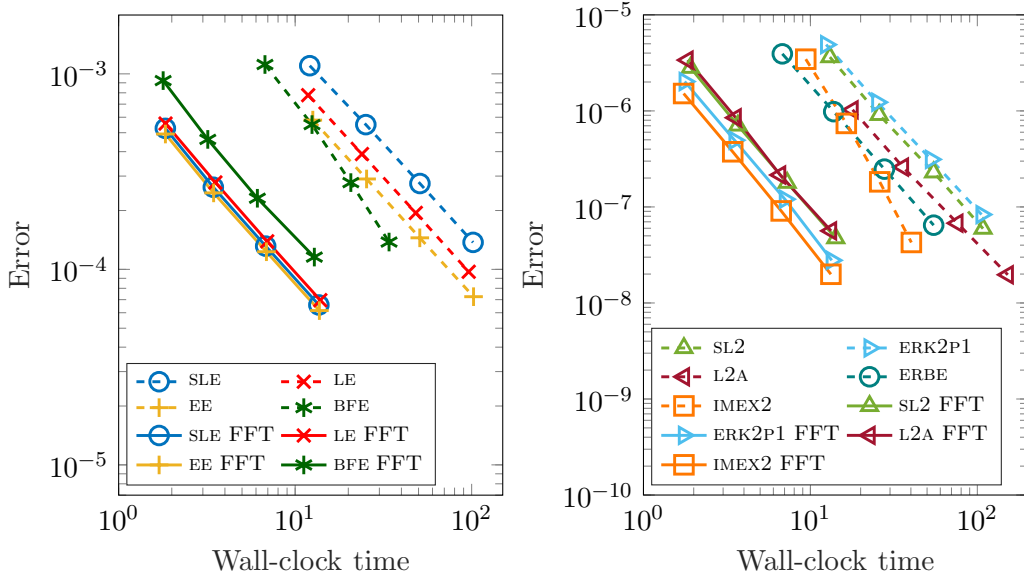 10^{-3}
10^{-4}
10^{-5}
Error
10^0
10^1
10^2
Wall-clock time
SLE
LE
EE
BFE
SLE FFT
LE FFT
EE FFT
BFE FFT
10^{-5}
10^{-6}
10^{-7}
10^{-8}
10^{-9}
10^{-10}
Error
10^0
10^1
10^2
Wall-clock time
SL2
ERK2P1
L2A
ERBE
IMEX2
SL2 FFT
ERK2P1 FFT
L2A FFT
IMEX2 FFT